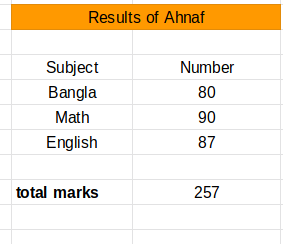 Results of Ahnaf
Subject Number
Bangla 80
Math 90
English 87
total marks 257